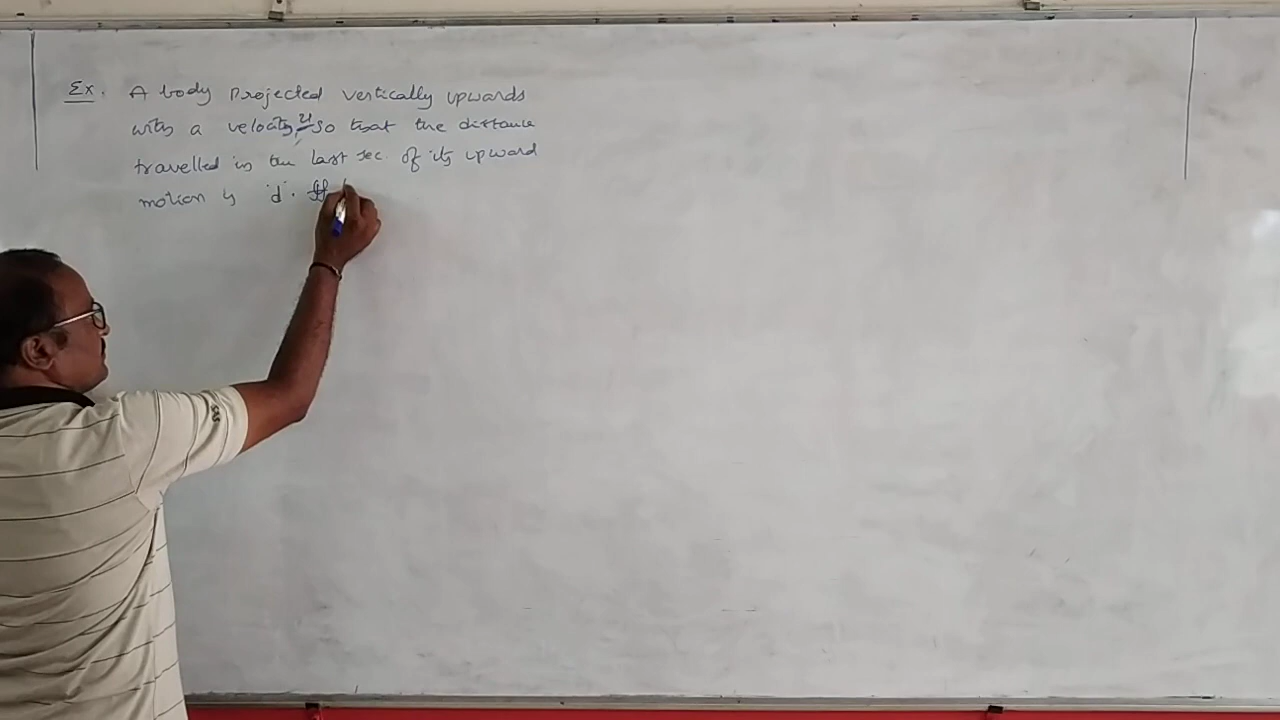 Ex. A body projected vertically upwards
with a velocity u so that the distance
travelled in the last sec. of its upward
motion is 'd'.